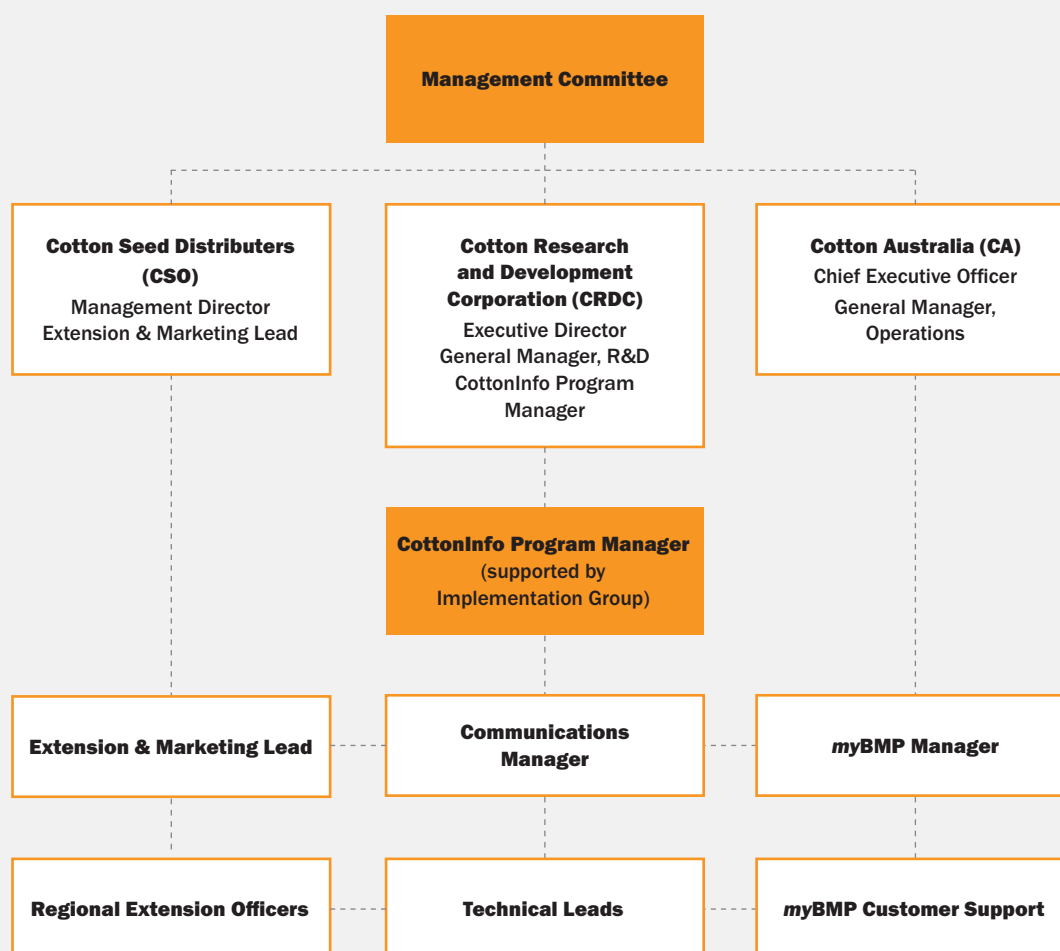 Management Committee
Cotton Seed Distributers
(CSO)
Management Director
Extension & Marketing Lead
Cotton Research
and Development
Corporation (CRDC)
Executive Director
General Manager, R&D
CottonInfo Program
Manager
Cotton Australia (CA)
Chief Executive Officer
General Manager,
Operations
CottonInfo Program Manager
(supported by
Implementation Group)
Extension & Marketing Lead
Communications
Manager
myBMP Manager
Regional Extension Officers
Technical Leads
myBMP Customer Support